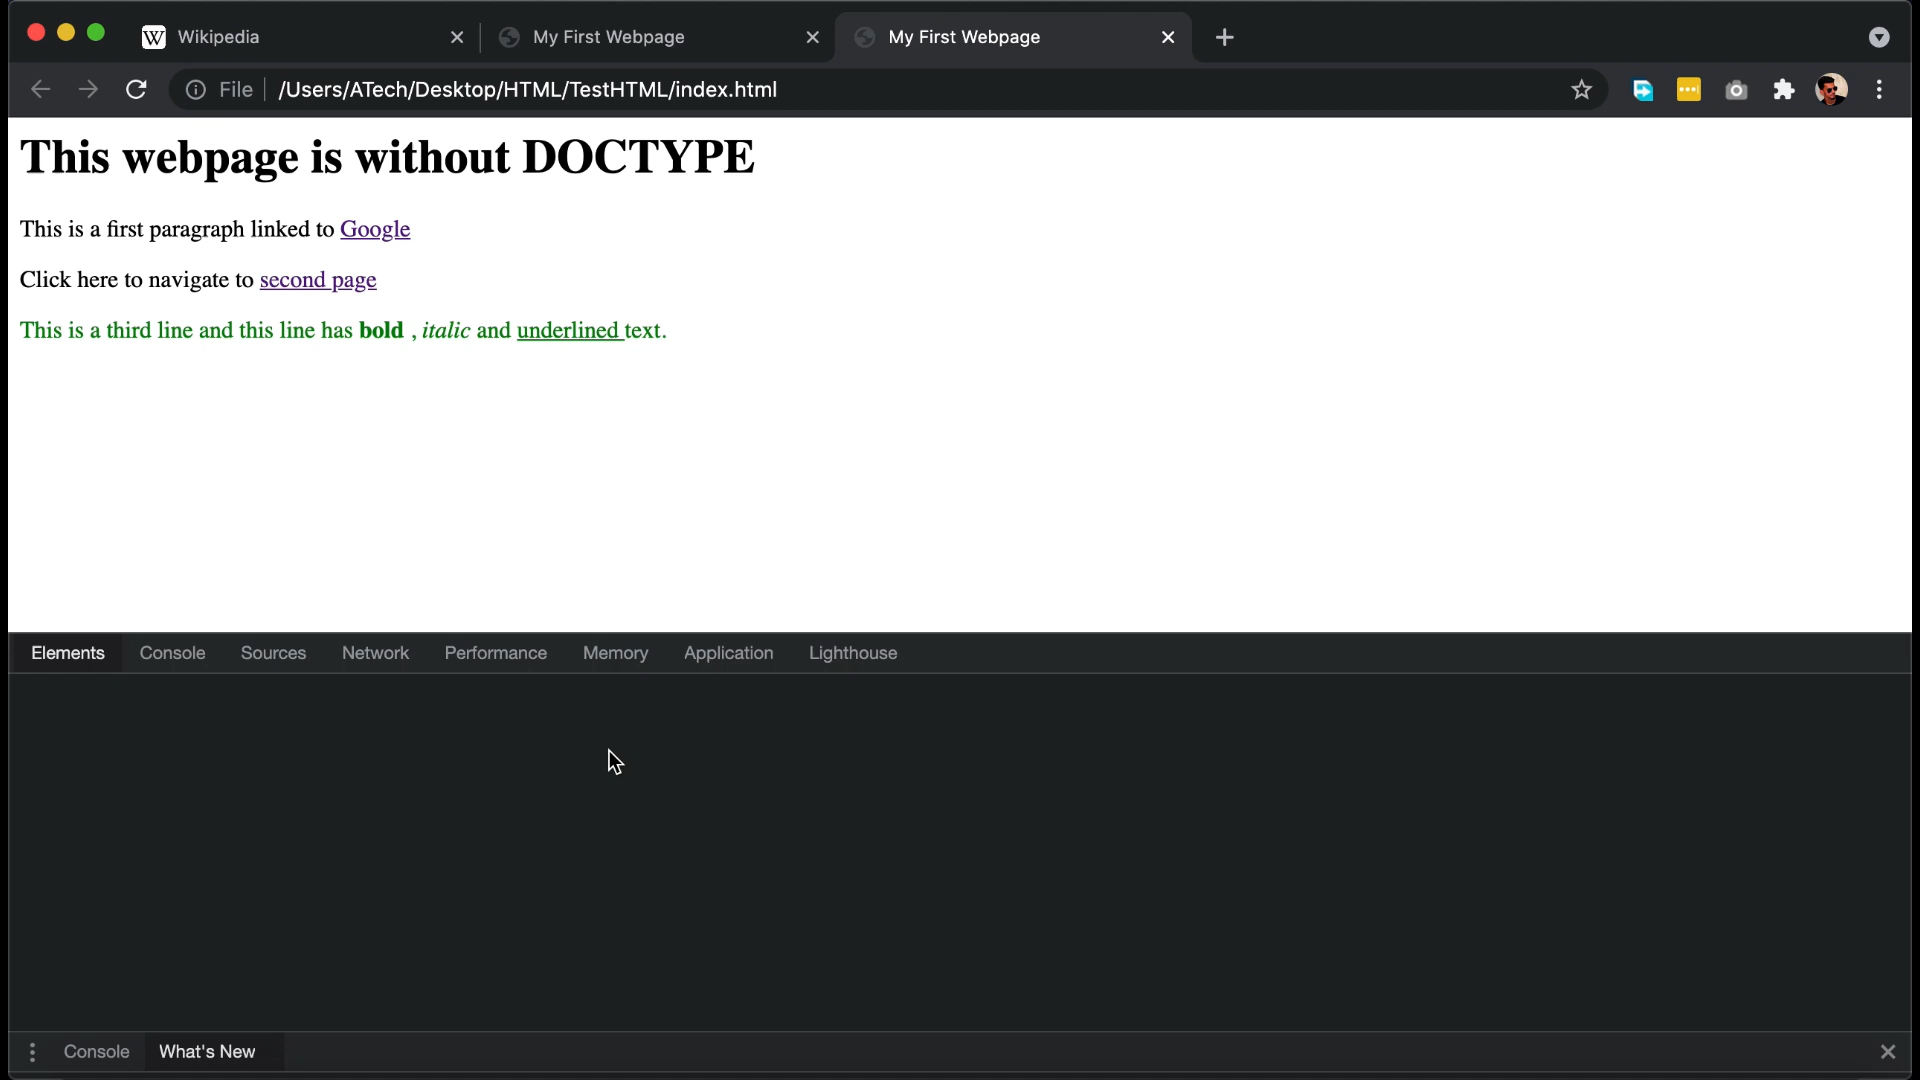 W Wikipedia
My First Webpage
My First Webpage
File /Users/ATech/Desktop/HTML/TestHTML/index.html
This webpage is without DOCTYPE
This is a first paragraph linked to Google
Click here to navigate to second page
This is a third line and this line has bold , italic and underlined text.
Elements Console Sources Network Performance Memory Application Lighthouse
Console What's New